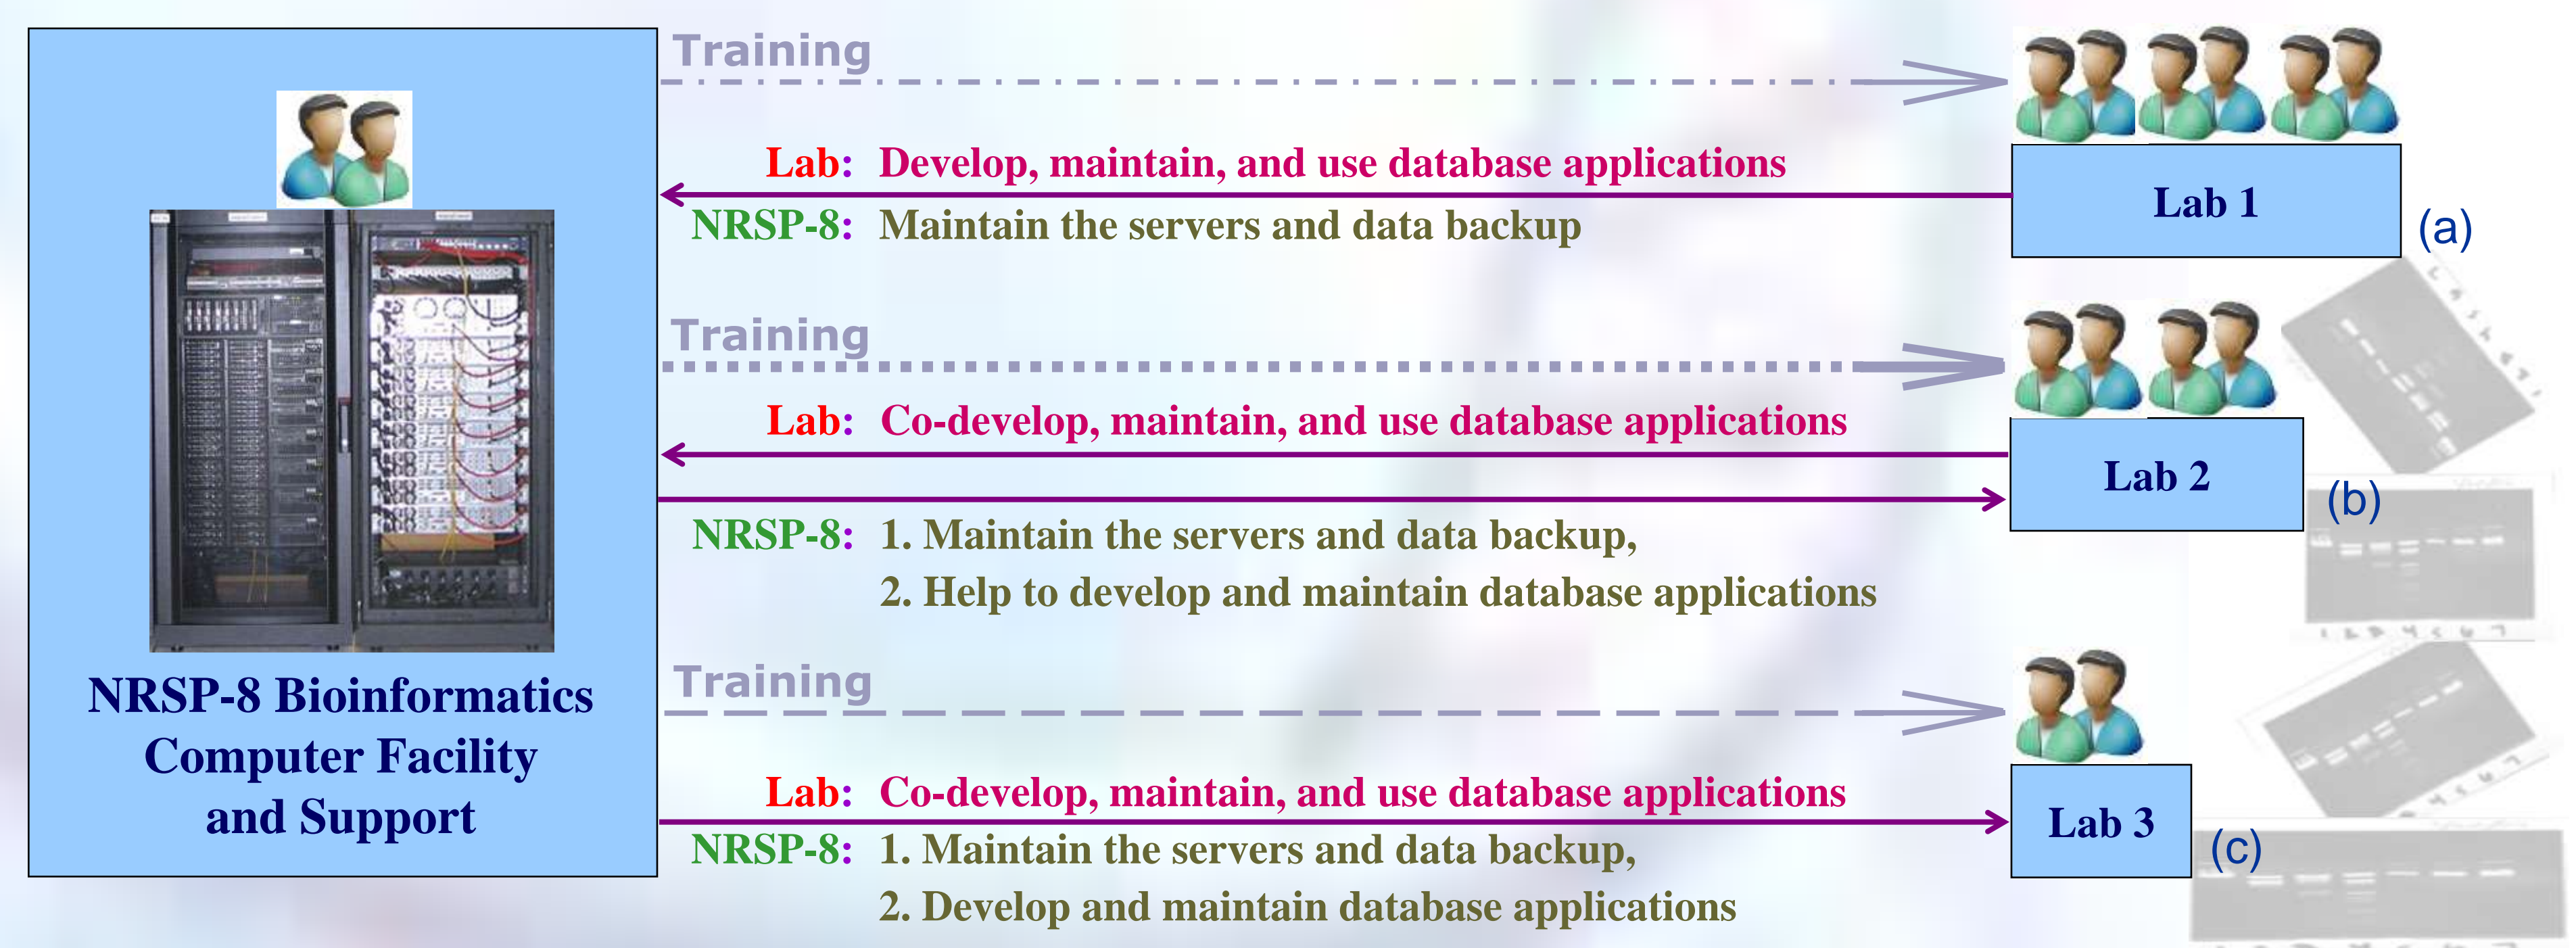 Training
Lab: Develop, maintain, and use database applications
NRSP-8: Maintain the servers and data backup
Lab 1
(a)
Training
Lab: Co-develop, maintain, and use database applications
NRSP-8: 1. Maintain the servers and data backup,
2. Help to develop and maintain database applications
Lab 2
(b)
Training
Lab: Co-develop, maintain, and use database applications
NRSP-8: 1. Maintain the servers and data backup,
2. Develop and maintain database applications
Lab 3
(c)
NRSP-8 Bioinformatics
Computer Facility
and Support